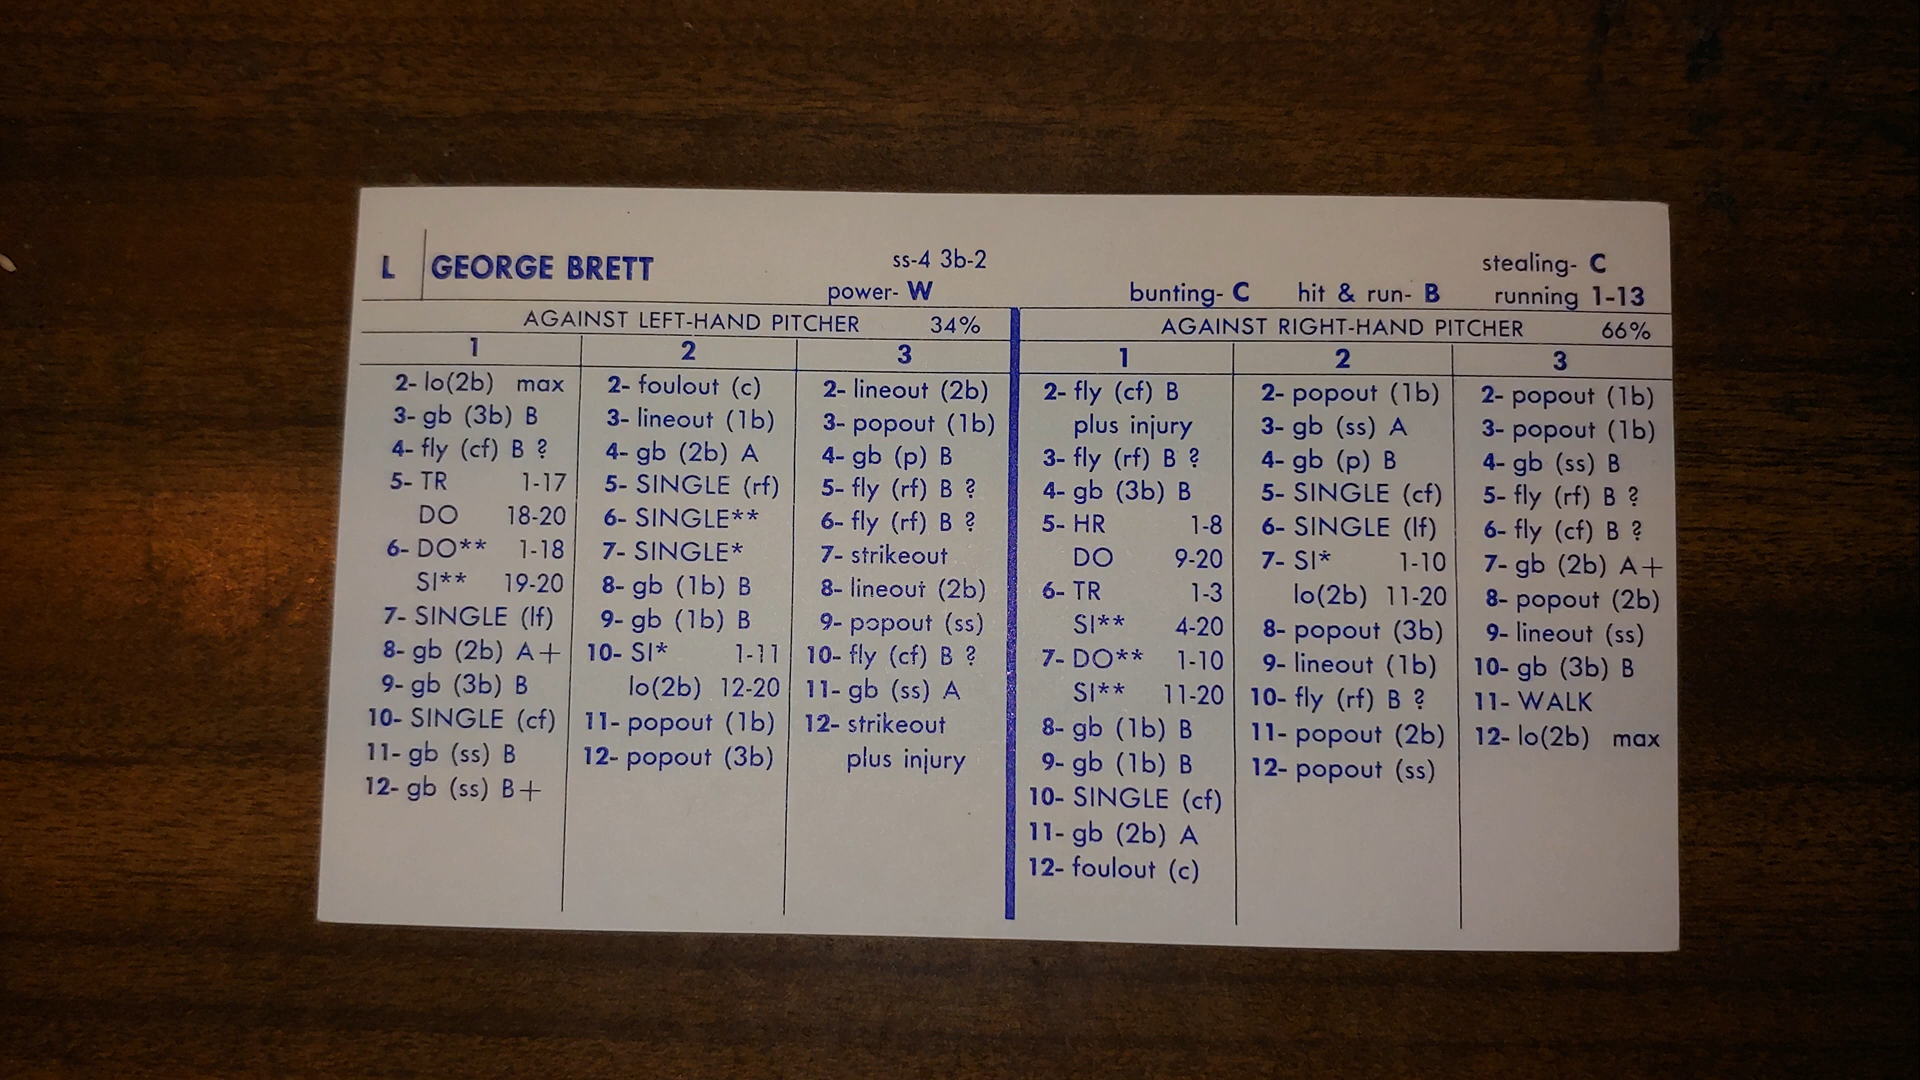 L GEORGE BRETT ss-4 3b-2 stealing- C
power- W bunting- C hit & run- B running 1-13
AGAINST LEFT-HAND PITCHER 34%
1
2- lo(2b) max
3- gb (3b) B
4- fly (cf) B ?
5- TR 1-17
DO 18-20
6- DO** 1-18
SI** 19-20
7- SINGLE (lf)
8- gb (2b) A+
9- gb (3b) B
10- SINGLE (cf)
11- gb (ss) B
12- gb (ss) B+
2
2- foulout (c)
3- lineout (1b)
4- gb (2b) A
5- SINGLE (rf)
6- SINGLE**
7- SINGLE*
8- gb (1b) B
9- gb (1b) B
10- SI* 1-11
lo(2b) 12-20
11- popout (1b)
12- popout (3b)
3
2- lineout (2b)
3- popout (1b)
4- gb (p) B
5- fly (rf) B ?
6- fly (rf) B ?
7- strikeout
8- lineout (2b)
9- popout (ss)
10- fly (cf) B ?
11- gb (ss) A
12- strikeout
plus injury
AGAINST RIGHT-HAND PITCHER 66%
1
2- fly (cf) B
plus injury
3- fly (rf) B ?
4- gb (3b) B
5- HR 1-8
DO 9-20
6- TR 1-3
SI** 4-20
7- DO** 1-10
SI** 11-20
8- gb (1b) B
9- gb (1b) B
10- SINGLE (cf)
11- gb (2b) A
12- foulout (c)
2
2- popout (1b)
3- gb (ss) A
4- gb (p) B
5- SINGLE (cf)
6- SINGLE (lf)
7- SI* 1-10
lo(2b) 11-20
8- popout (3b)
9- lineout (1b)
10- fly (rf) B ?
11- popout (2b)
12- popout (ss)
3
2- popout (1b)
3- popout (1b)
4- gb (ss) B
5- fly (rf) B ?
6- fly (cf) B ?
7- gb (2b) A+
8- popout (2b)
9- lineout (ss)
10- gb (3b) B
11- WALK
12- lo(2b) max